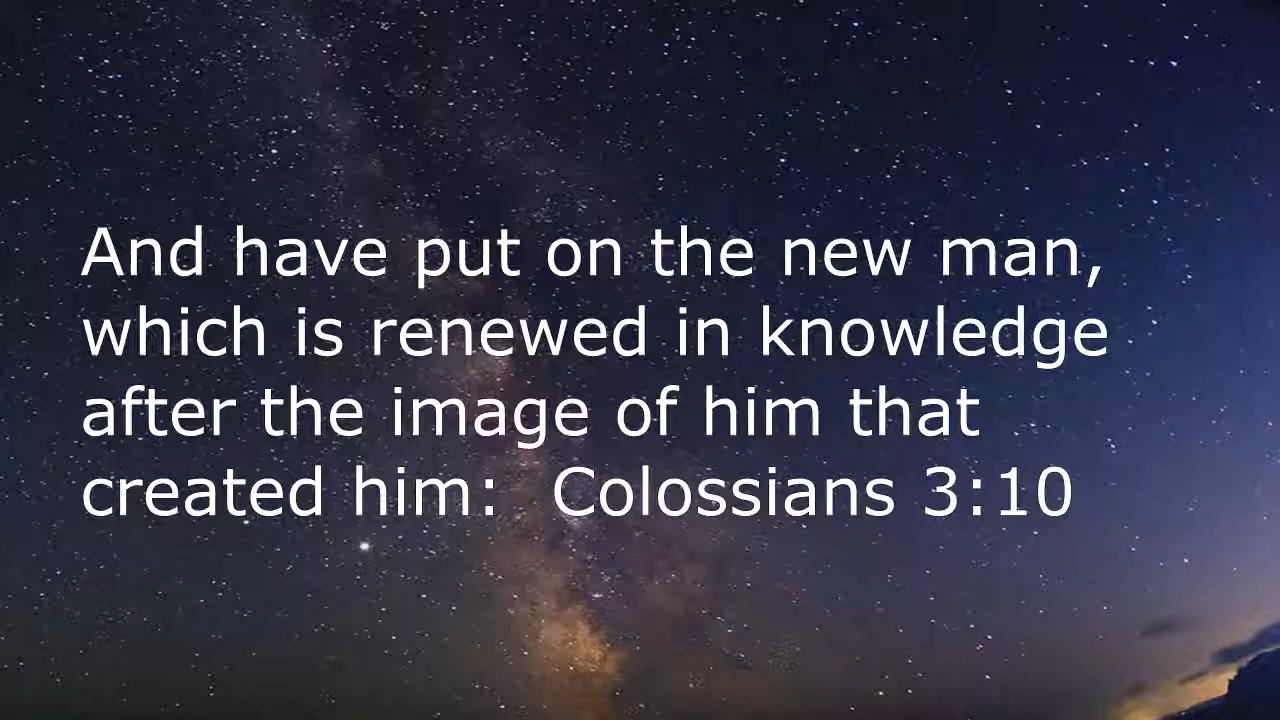 And have put on the new man,
which is renewed in knowledge
after the image of him that
created him:  Colossians 3:10